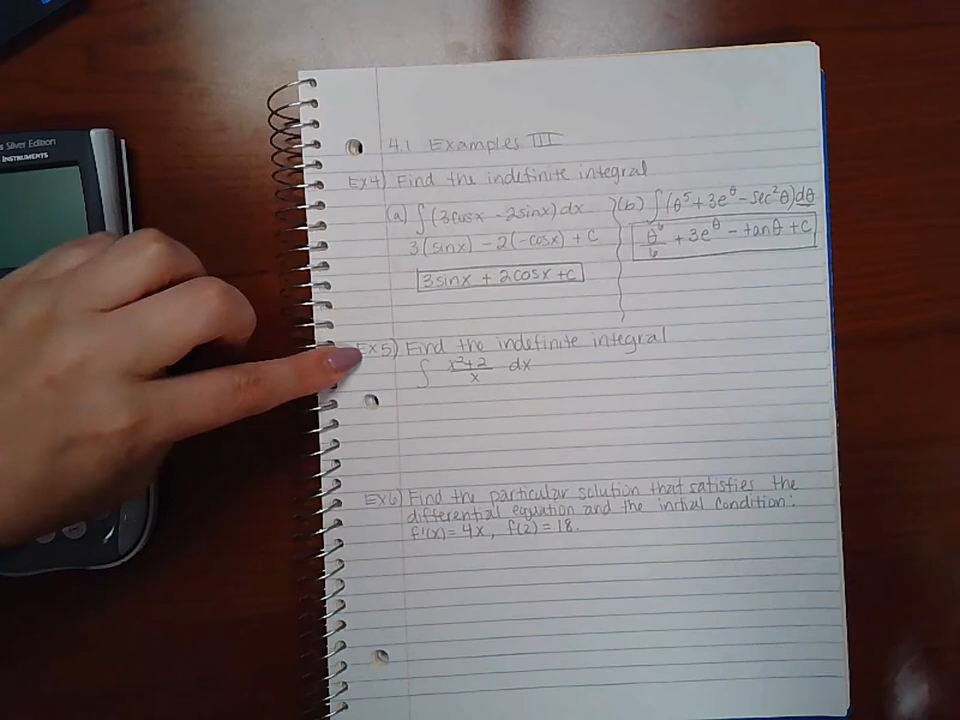 s Silver Edition
INSTRUMENTS
4.1 Examples III
Ex4) Find the indefinite integral
(a) ∫(3cosx - 2sinx)dx
3(sinx) - 2(-cosx) + C
3sinx + 2cosx + C
(b) ∫(θ⁵ + 3e^θ - sec²θ)dθ
θ⁶/6 + 3e^θ - tanθ + C
Ex5) Find the indefinite integral
∫ (x²+2)/x dx
Ex6) Find the particular solution that satisfies the
differential equation and the initial condition:
f'(x) = 4x, f(2) = 18.